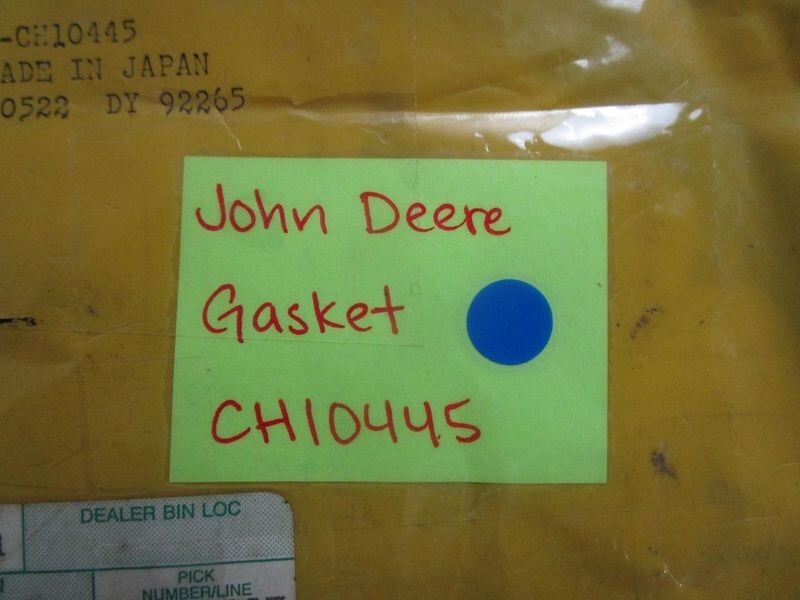 -CH10445
ADE IN JAPAN
0522 DY 92265
John Deere
Gasket
CH10445
DEALER BIN LOC
PICK
NUMBER/LINE